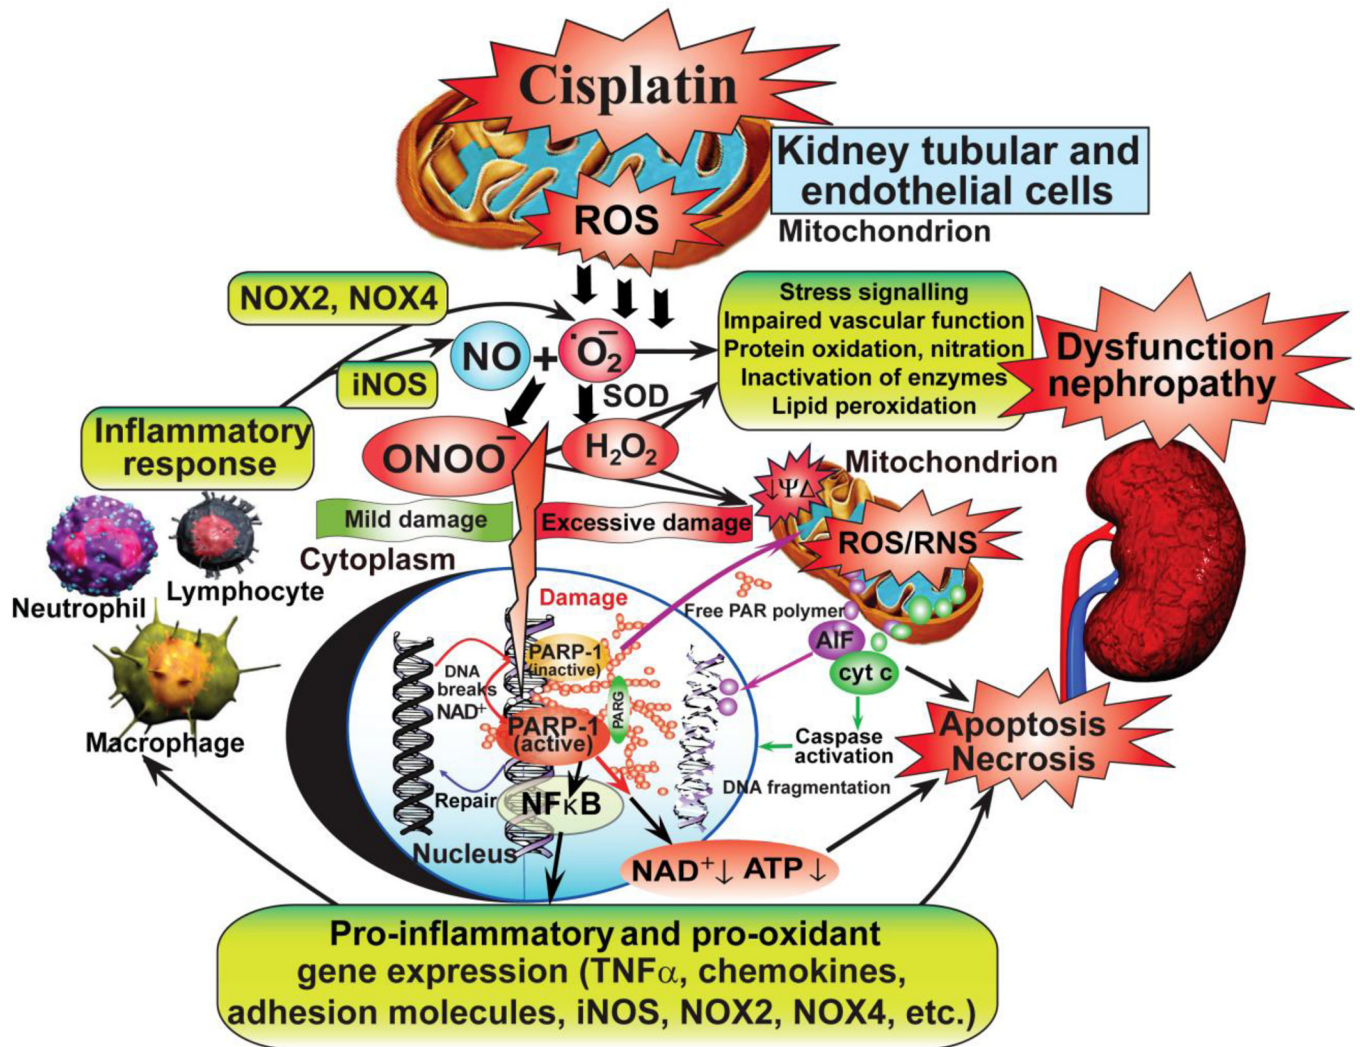 Cisplatin
Kidney tubular and
endothelial cells
ROS
Mitochondrion
NOX2, NOX4
NO + ·O₂⁻
iNOS
SOD
Stress signalling
Impaired vascular function
Protein oxidation, nitration
Inactivation of enzymes
Lipid peroxidation
Dysfunction
nephropathy
Inflammatory
response
ONOO⁻
H₂O₂
Mitochondrion
↓ΨΔ
ROS/RNS
Mild damage
Excessive damage
Cytoplasm
Neutrophil
Lymphocyte
Macrophage
Damage
Free PAR polymer
AIF
cyt c
PARP-1
(inactive)
DNA
breaks
NAD⁺
PARG
PARP-1
(active)
Caspase
activation
Apoptosis
Necrosis
DNA fragmentation
Repair
NFκB
Nucleus
NAD⁺↓ ATP↓
Pro-inflammatory and pro-oxidant
gene expression (TNFα, chemokines,
adhesion molecules, iNOS, NOX2, NOX4, etc.)